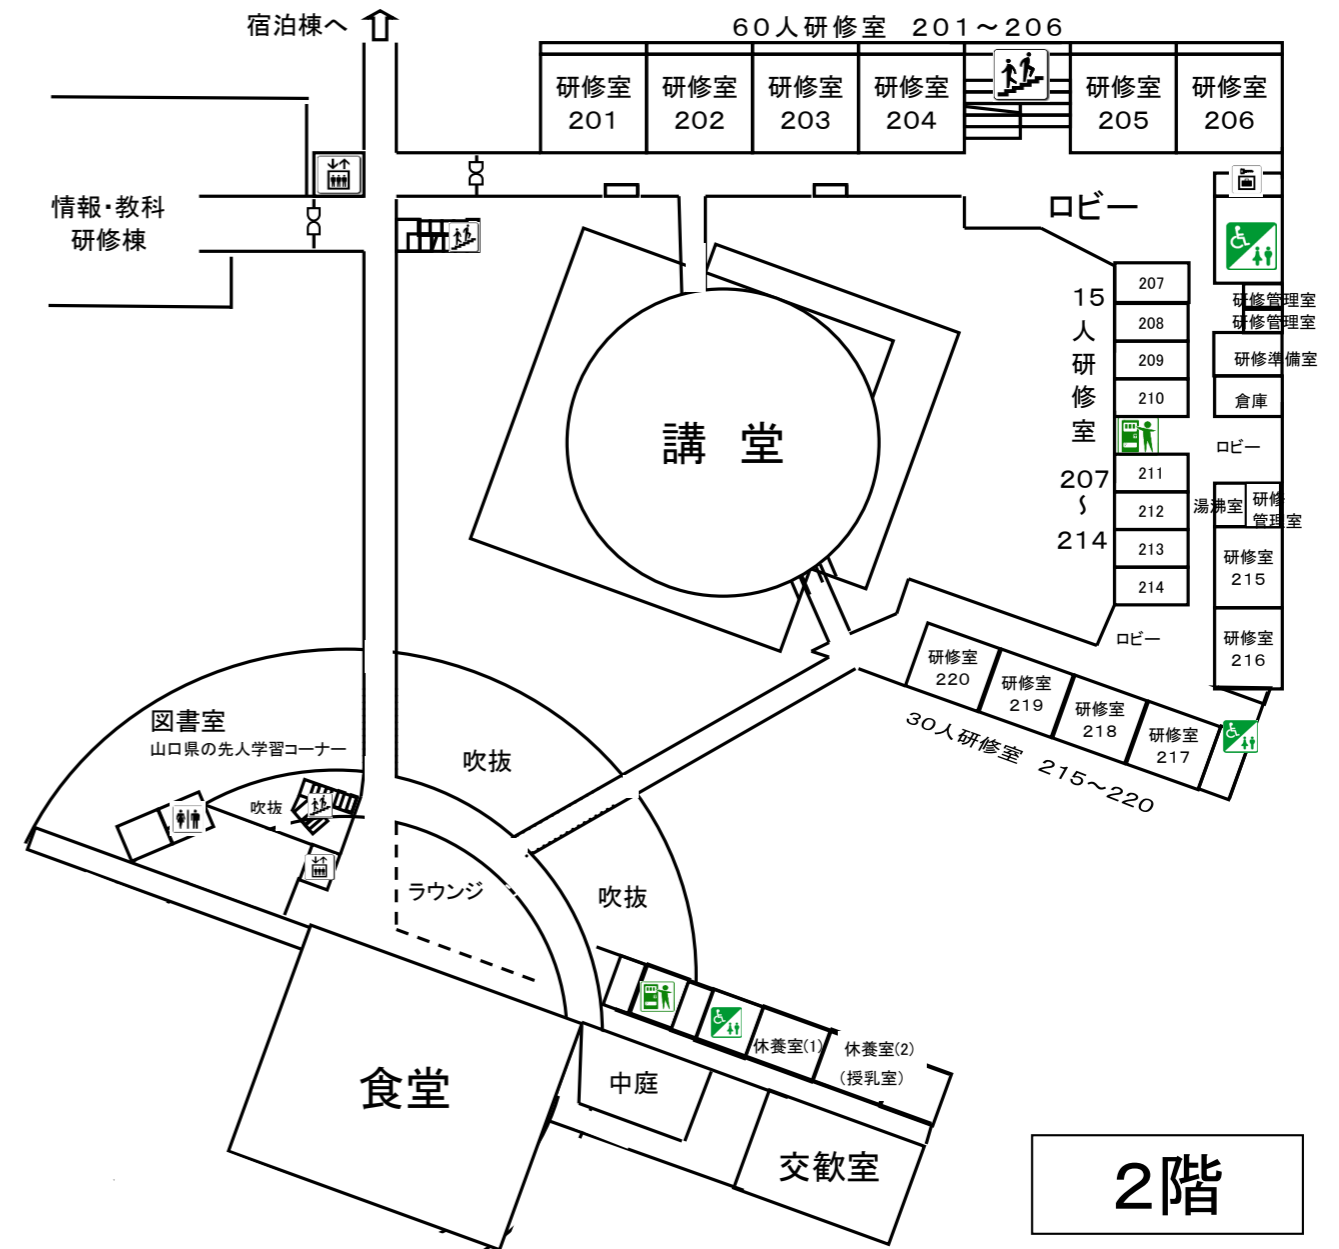 宿泊棟へ
60人研修室 201～206
研修室
201
研修室
202
研修室
203
研修室
204
研修室
205
研修室
206
情報・教科
研修棟
ロビー
207
208
209
210
211
212
213
214
15
人
研
修
室
207
～
214
研修管理室
研修管理室
研修準備室
倉庫
ロビー
湯沸室
研修
管理室
研修室
215
研修室
216
ロビー
講 堂
研修室
220
研修室
219
研修室
218
研修室
217
30人研修室 215～220
図書室
山口県の先人学習コーナー
吹抜
吹抜
吹抜
ラウンジ
休養室(1)
休養室(2)
(授乳室)
食堂
中庭
交歓室
2階